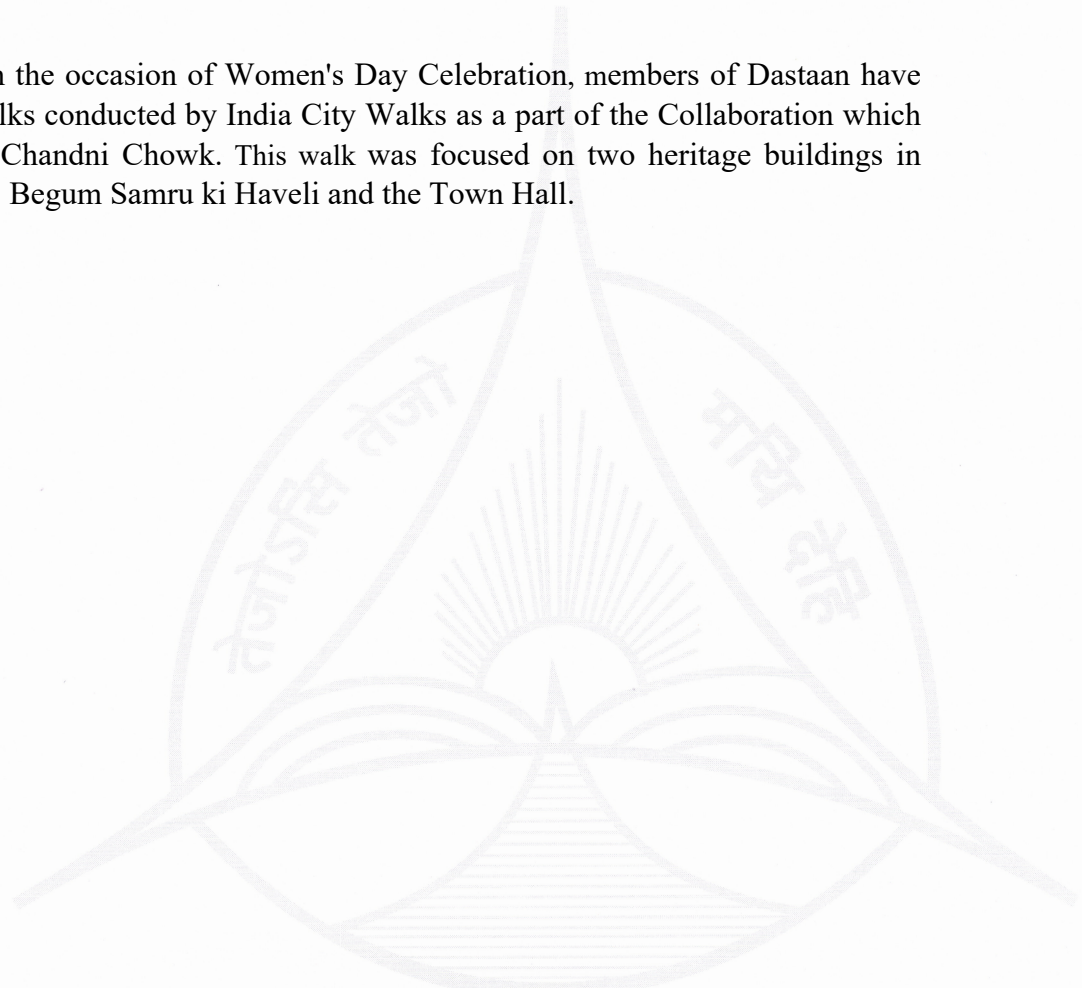 the occasion of Women's Day Celebration, members of Dastaan have
conducted by India City Walks as a part of the Collaboration which
Chandni Chowk. This walk was focused on two heritage buildings in
Begum Samru ki Haveli and the Town Hall.
तेजोऽसि तेजो
मयि देहि